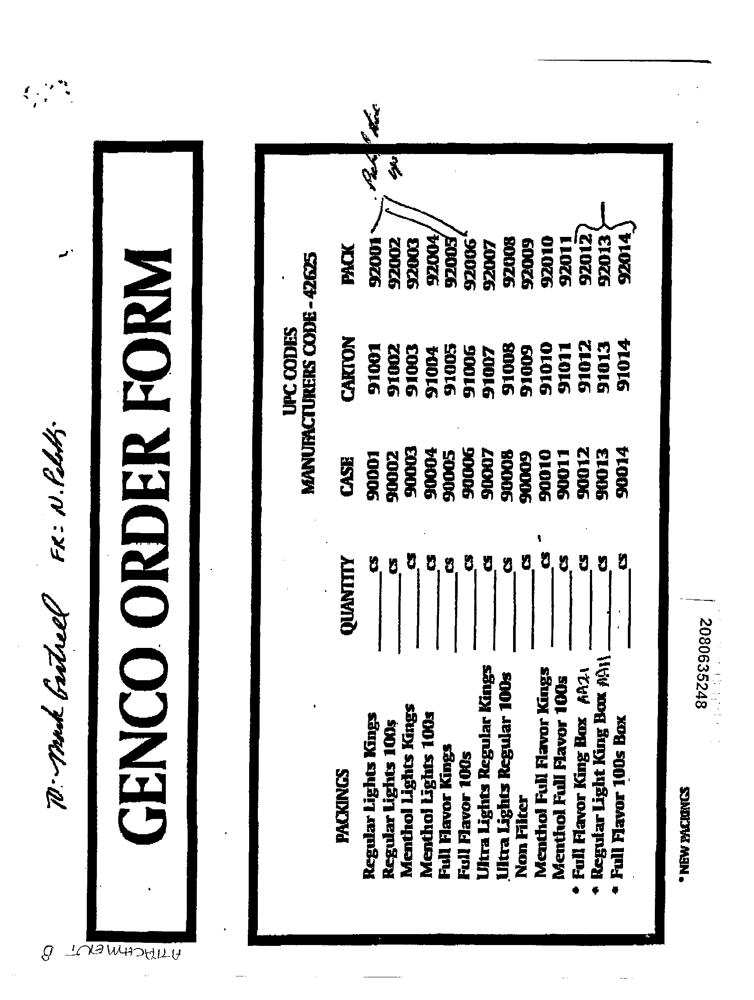 TO: Mark Cantrell FR: N.
GENCO ORDER FORM
UPC CODES
MANUFACTURERS CODE - 42625
PACKINGS QUANTITY CASE CARTON PACK
Regular Lights Kings ____ CS 90001 91001 92001
Regular Lights 100s ____ CS 90002 91002 92002
Menthol Lights Kings ____ CS 90003 91003 92003
Menthol Lights 100s ____ CS 90004 91004 92004
Full Flavor Kings ____ CS 90005 91005 92005
Full Flavor 100s ____ CS 90006 91006 92006
Ultra Lights Regular Kings ____ CS 90007 91007 92007
Ultra Lights Regular 100s ____ CS 90008 91008 92008
Non Filter ____ CS 90009 91009 92009
Menthol Full Flavor Kings ____ CS 90010 91010 92010
Menthol Full Flavor 100s ____ CS 90011 91011 92011
• Full Flavor King Box AA21 ____ CS 90012 91012 92012
• Regular Light King Box AA11 ____ CS 90013 91013 92013
• Full Flavor 100s Box ____ CS 90014 91014 92014
* NEW PACKINGS
2080635248
ATTACHMENT B